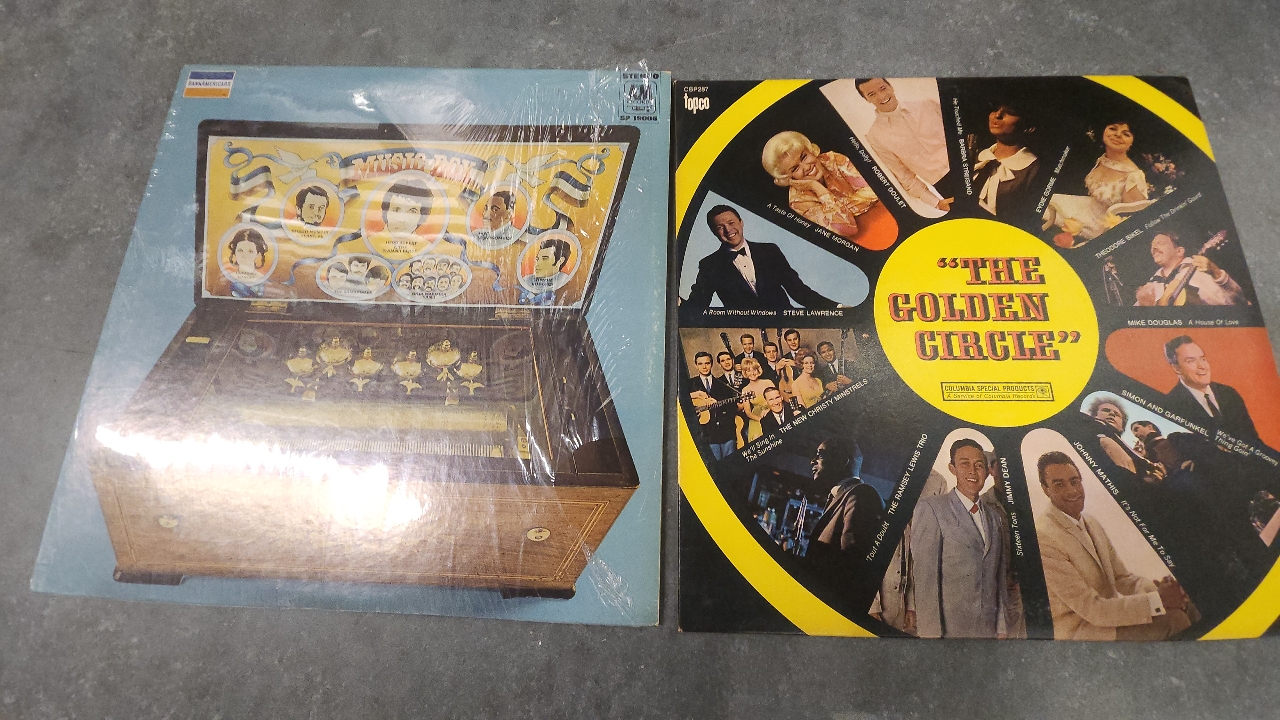 BANKAMERICARD
STEREO
A&M
RECORDS
SP 19008
MUSIC BOX
CSP287
topco
"THE
GOLDEN
CIRCLE"
COLUMBIA SPECIAL PRODUCTS
A Service of Columbia Records
A Room Without Windows STEVE LAWRENCE
A Taste Of Honey JANE MORGAN
Hello, Dolly! ROBERT GOULET
He Touched Me BARBRA STREISAND
EYDIE GORME Matchmaker
THEODORE BIKEL Follow The Drinkin' Gourd
MIKE DOUGLAS A House Of Love
SIMON AND GARFUNKEL We've Got A Groovey
Thing Goin'
JOHNNY MATHIS It's Not For Me To Say
Sixteen Tons JIMMY DEAN
'Tout A Doubt THE RAMSEY LEWIS TRIO
We'll Sing In
The Sunshine
THE NEW CHRISTY MINSTRELS